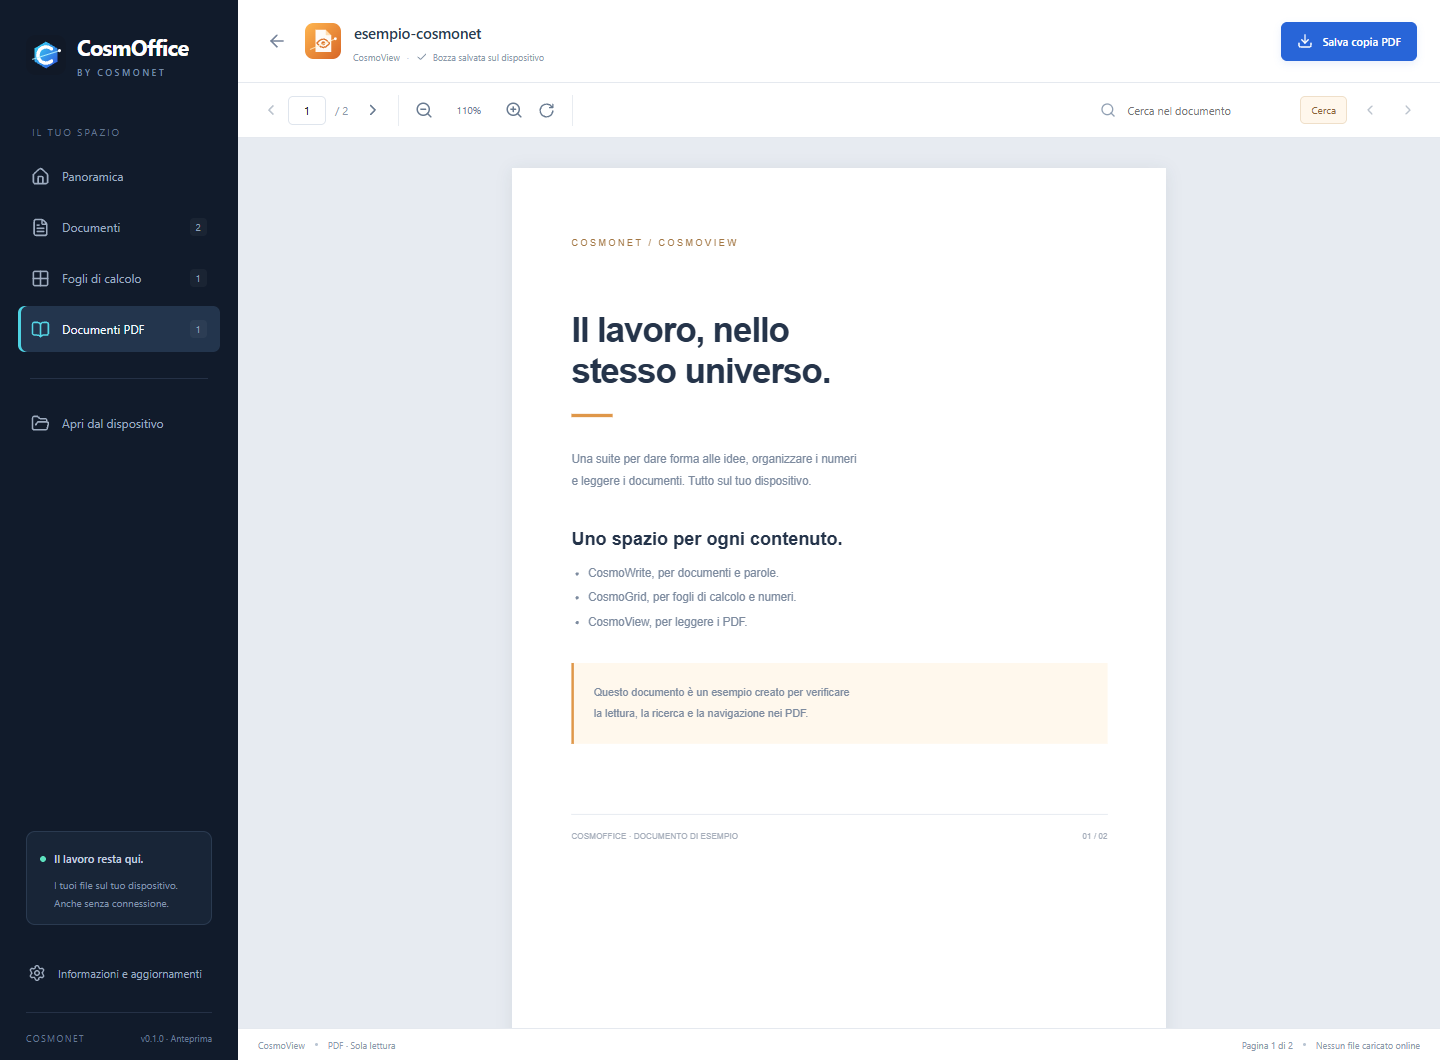 CosmOffice
BY COSMONET
IL TUO SPAZIO
Panoramica
Documenti 2
Fogli di calcolo 1
Documenti PDF 1
Apri dal dispositivo
Il lavoro resta qui.
I tuoi file sul tuo dispositivo.
Anche senza connessione.
Informazioni e aggiornamenti
COSMONET v0.1.0 · Anteprima
esempio-cosmonet
CosmoView · Bozza salvata sul dispositivo
Salva copia PDF
1 / 2 110% Cerca nel documento Cerca
COSMONET / COSMOVIEW
Il lavoro, nello
stesso universo.
Una suite per dare forma alle idee, organizzare i numeri
e leggere i documenti. Tutto sul tuo dispositivo.
Uno spazio per ogni contenuto.
• CosmoWrite, per documenti e parole.
• CosmoGrid, per fogli di calcolo e numeri.
• CosmoView, per leggere i PDF.
Questo documento è un esempio creato per verificare
la lettura, la ricerca e la navigazione nei PDF.
COSMOFFICE · DOCUMENTO DI ESEMPIO 01 / 02
CosmoView • PDF · Sola lettura Pagina 1 di 2 • Nessun file caricato online